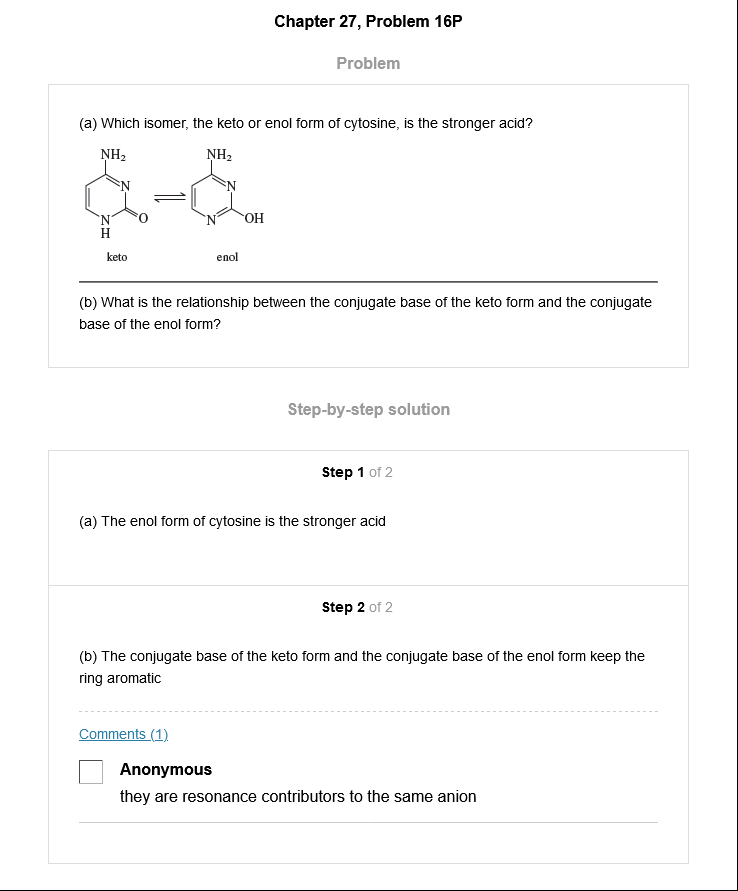 Chapter 27, Problem 16P
Problem
(a) Which isomer, the keto or enol form of cytosine, is the stronger acid?
NH₂ NH₂
N N
N O N OH
H
keto enol
(b) What is the relationship between the conjugate base of the keto form and the conjugate
base of the enol form?
Step-by-step solution
Step 1 of 2
(a) The enol form of cytosine is the stronger acid
Step 2 of 2
(b) The conjugate base of the keto form and the conjugate base of the enol form keep the
ring aromatic
Comments (1)
Anonymous
they are resonance contributors to the same anion